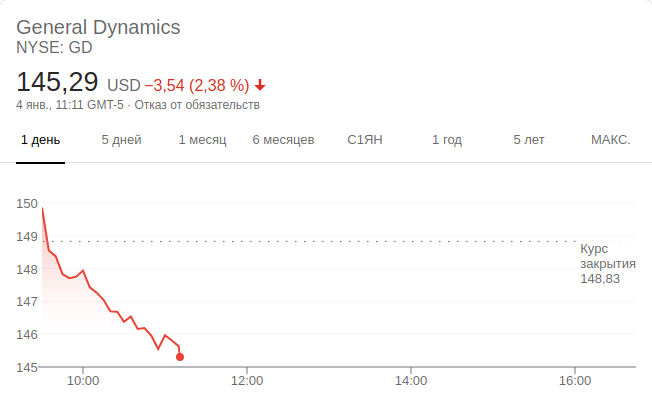 General Dynamics
NYSE: GD
145,29 USD −3,54 (2,38 %)
4 янв., 11:11 GMT-5 · Отказ от обязательств
1 день 5 дней 1 месяц 6 месяцев С1ЯН 1 год 5 лет МАКС.
150
149
Курс
закрытия
148,83
148
147
146
145
10:00 12:00 14:00 16:00